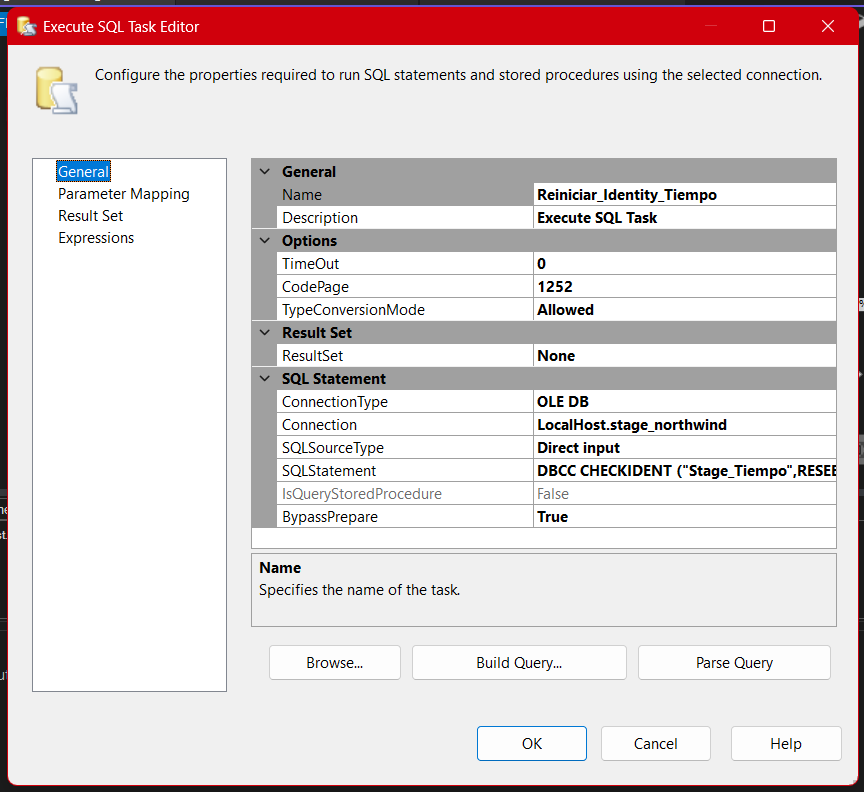 Execute SQL Task Editor
Configure the properties required to run SQL statements and stored procedures using the selected connection.
General
Parameter Mapping
Result Set
Expressions
General
Name Reiniciar_Identity_Tiempo
Description Execute SQL Task
Options
TimeOut 0
CodePage 1252
TypeConversionMode Allowed
Result Set
ResultSet None
SQL Statement
ConnectionType OLE DB
Connection LocalHost.stage_northwind
SQLSourceType Direct input
SQLStatement DBCC CHECKIDENT ("Stage_Tiempo",RESEE
IsQueryStoredProcedure False
BypassPrepare True
Name
Specifies the name of the task.
Browse... Build Query... Parse Query
OK Cancel Help